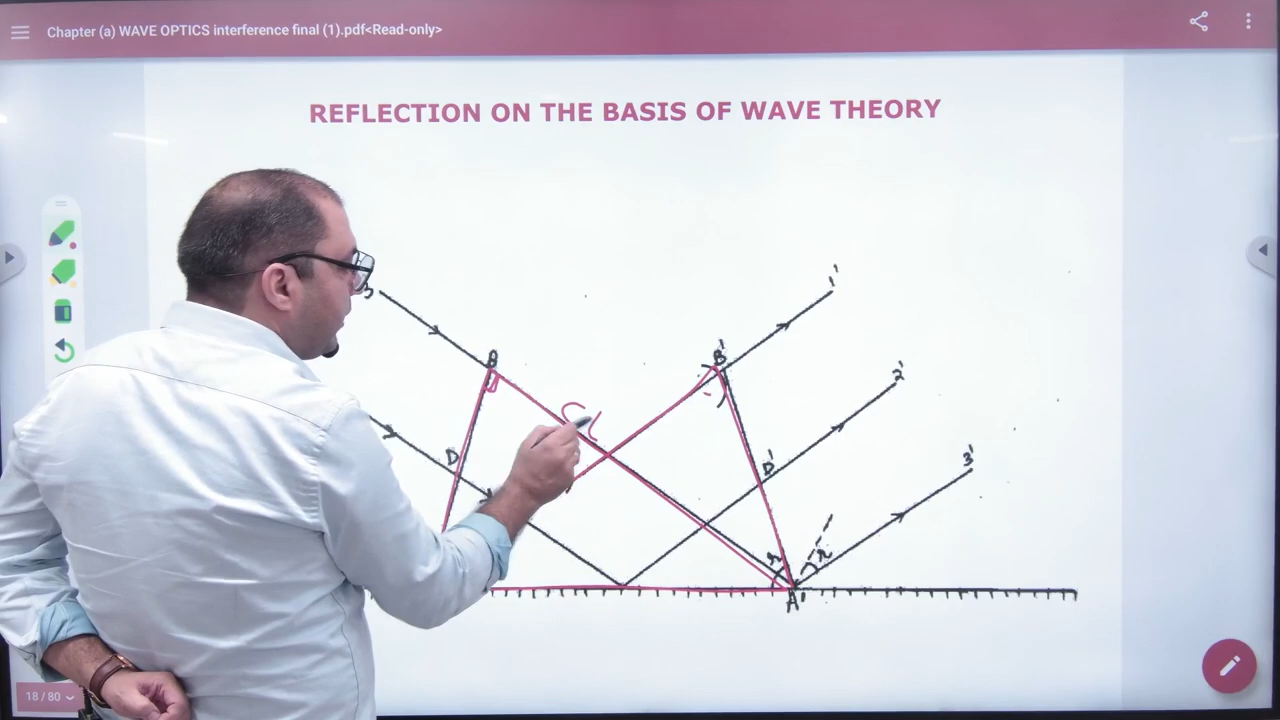 Chapter (a) WAVE OPTICS interference final (1).pdf<Read-only>
REFLECTION ON THE BASIS OF WAVE THEORY
3
1'
B
B'
2'
D
D'
3'
r
A'
18 / 80